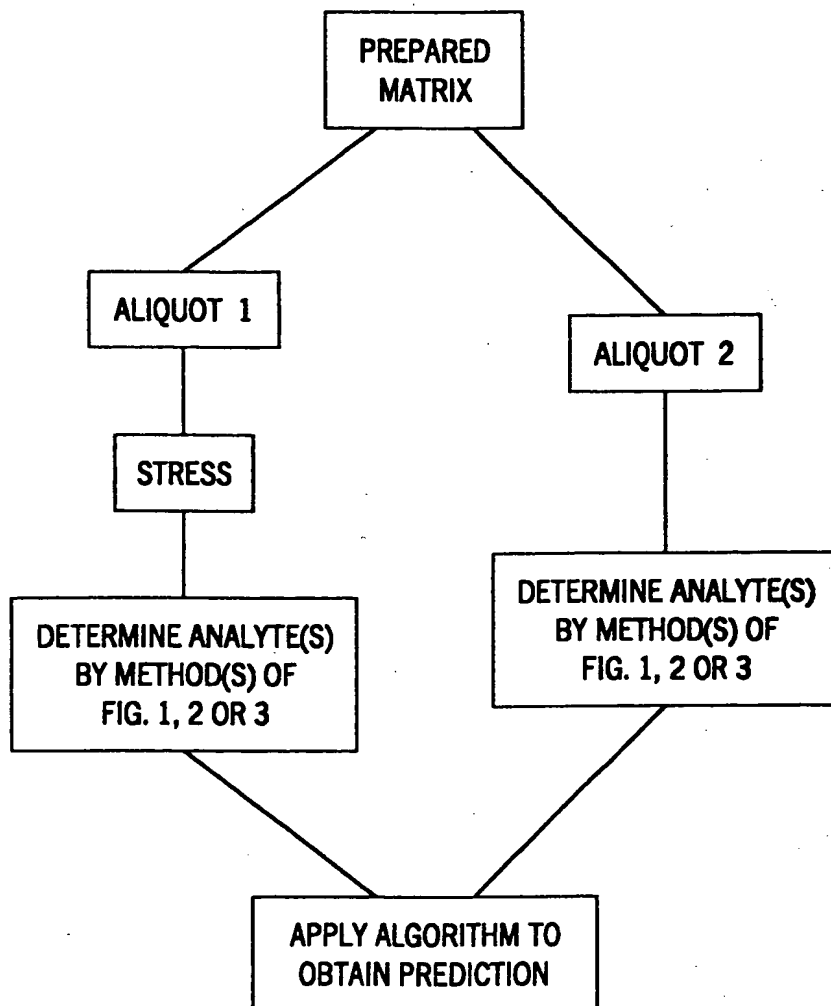 PREPARED
MATRIX
ALIQUOT 1
ALIQUOT 2
STRESS
DETERMINE ANALYTE(S)
BY METHOD(S) OF
FIG. 1, 2 OR 3
DETERMINE ANALYTE(S)
BY METHOD(S) OF
FIG. 1, 2 OR 3
APPLY ALGORITHM TO
OBTAIN PREDICTION